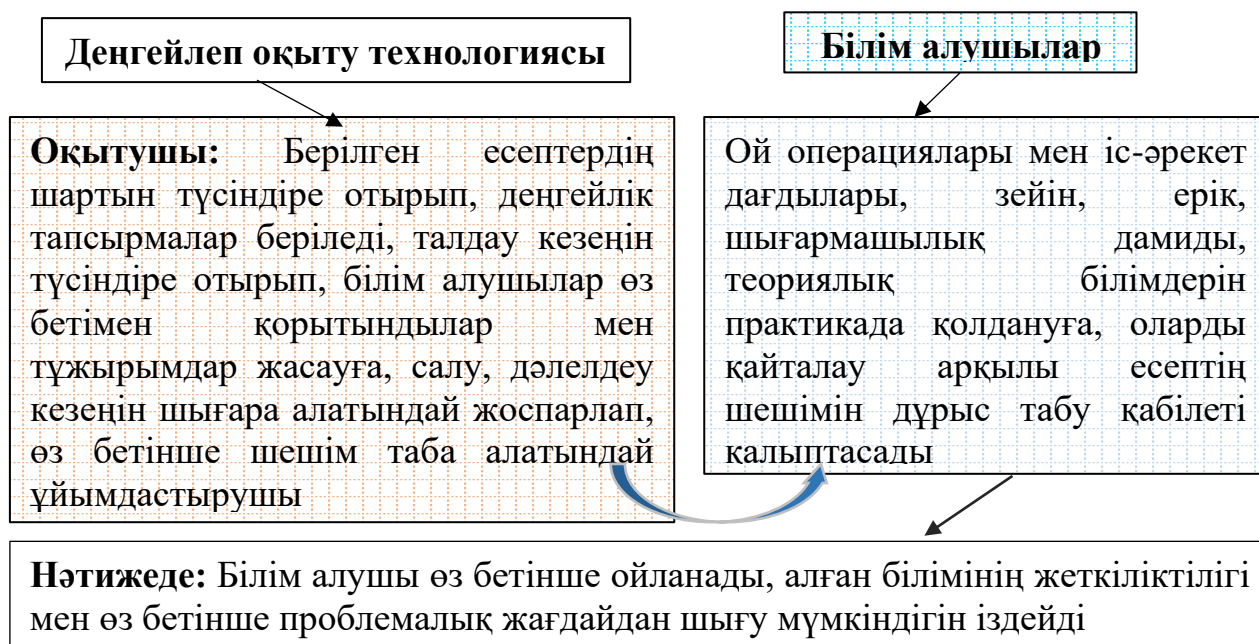 Деңгейлеп оқыту технологиясы
Білім алушылар
Оқытушы: Берілген есептердің
шартын түсіндіре отырып, деңгейлік
тапсырмалар беріледі, талдау кезеңін
түсіндіре отырып, білім алушылар өз
бетімен қорытындылар мен
тұжырымдар жасауға, салу, дәлелдеу
кезеңін шығара алатындай жоспарлап,
өз бетінше шешім таба алатындай
ұйымдастырушы
Ой операциялары мен іс-әрекет
дағдылары, зейін, ерік,
шығармашылық дамиды,
теориялық білімдерін
практикада қолдануға, оларды
қайталау арқылы есептің
шешімін дұрыс табу қабілеті
қалыптасады
Нәтижеде: Білім алушы өз бетінше ойланады, алған білімінің жеткіліктілігі
мен өз бетінше проблемалық жағдайдан шығу мүмкіндігін іздейді